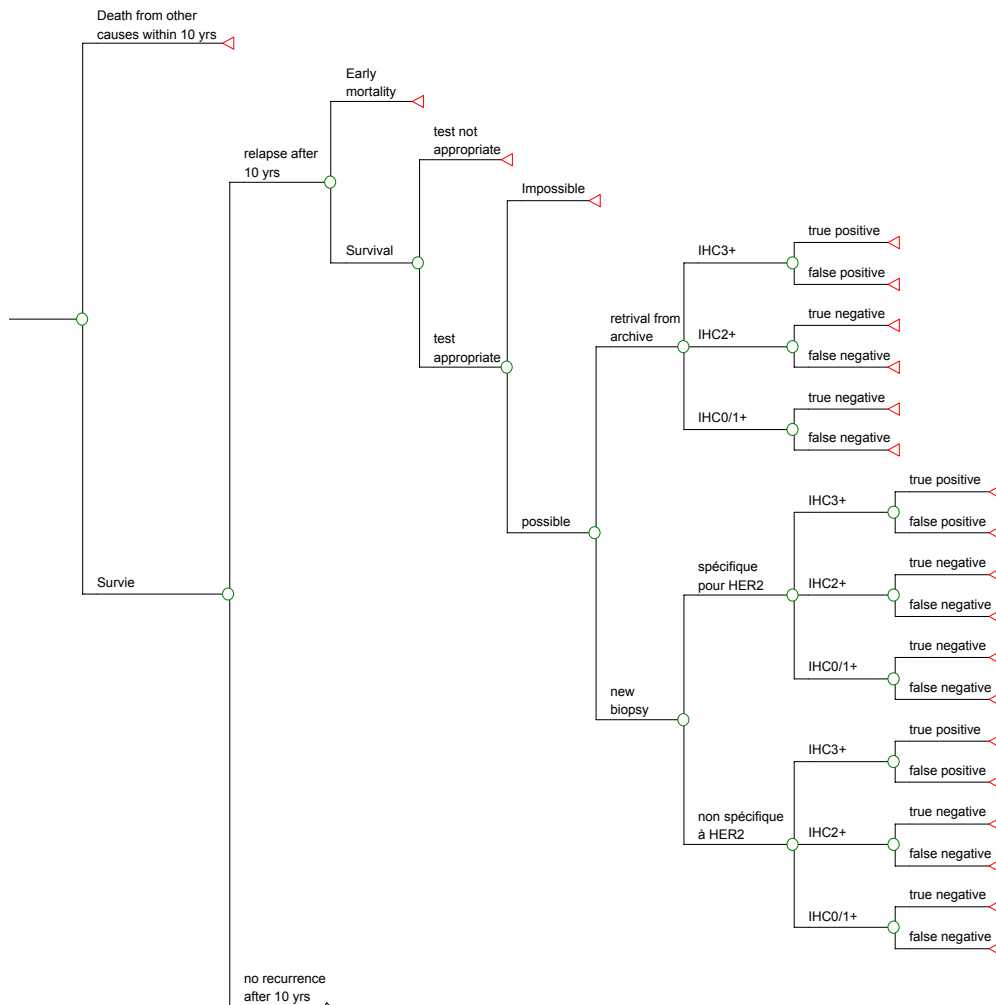 Death from other
causes within 10 yrs
Early
mortality
relapse after
10 yrs
test not
appropriate
Impossible
Survival
true positive
IHC3+
false positive
retrival from
archive
true negative
IHC2+
false negative
test
appropriate
true negative
IHC0/1+
false negative
true positive
IHC3+
false positive
possible
spécifique
pour HER2
true negative
IHC2+
false negative
Survie
true negative
IHC0/1+
false negative
new
biopsy
true positive
IHC3+
false positive
non spécifique
à HER2
true negative
IHC2+
false negative
true negative
IHC0/1+
false negative
no recurrence
after 10 yrs